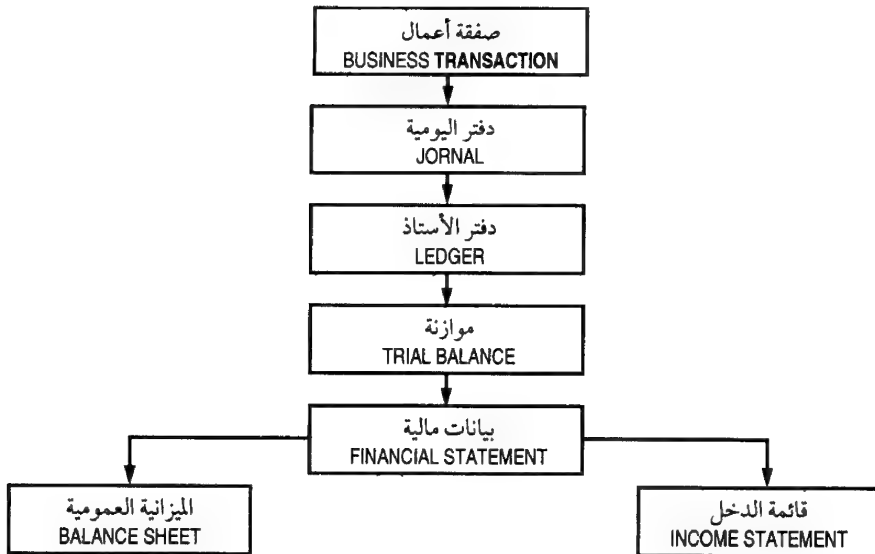 صفقة أعمال
BUSINESS TRANSACTION
دفتر اليومية
JORNAL
دفتر الأستاذ
LEDGER
موازنة
TRIAL BALANCE
بيانات مالية
FINANCIAL STATEMENT
الميزانية العمومية
BALANCE SHEET
قائمة الدخل
INCOME STATEMENT